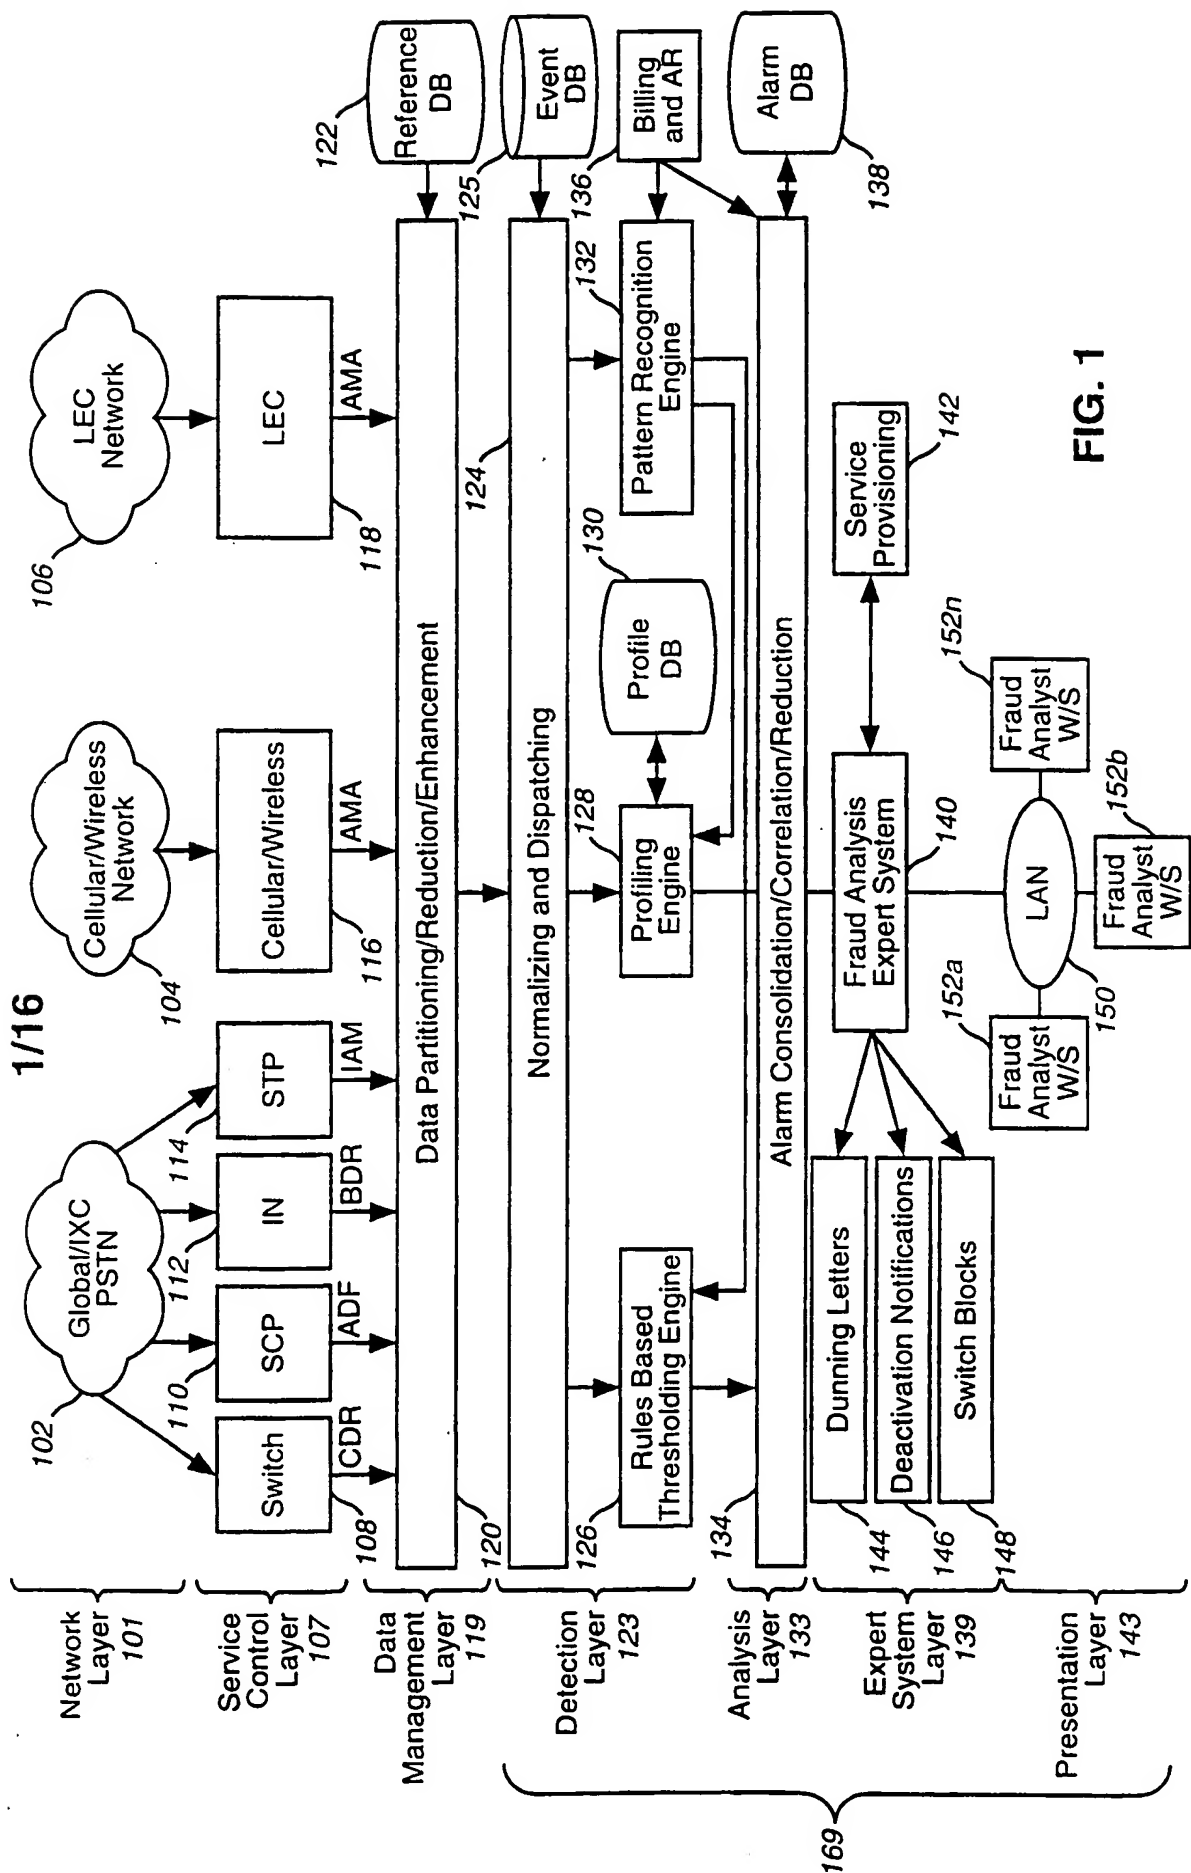 1/16
Network
Layer
101
102
Global/IXC
PSTN
104
Cellular/Wireless
Network
106
LEC
Network
Service
Control
Layer
107
108
Switch
CDR
110
SCP
ADF
112
IN
BDR
114
STP
IAM
116
Cellular/Wireless
AMA
118
LEC
AMA
122
Reference
DB
Data
Management
Layer
119
120
Data Partitioning/Reduction/Enhancement
Detection
Layer
123
124
Normalizing and Dispatching
125
Event
DB
126
Rules Based
Thresholding Engine
128
Profiling
Engine
130
Profile
DB
132
Pattern Recognition
Engine
136
Billing
and AR
Analysis
Layer
133
134
Alarm Consolidation/Correlation/Reduction
Alarm
DB
138
Expert
System
Layer
139
144
Dunning Letters
146
Deactivation Notifications
148
Switch Blocks
Fraud Analysis
Expert System
140
Service
Provisioning
142
Presentation
Layer
143
152a
Fraud
Analyst
W/S
LAN
150
152b
Fraud
Analyst
W/S
152n
Fraud
Analyst
W/S
169
FIG. 1